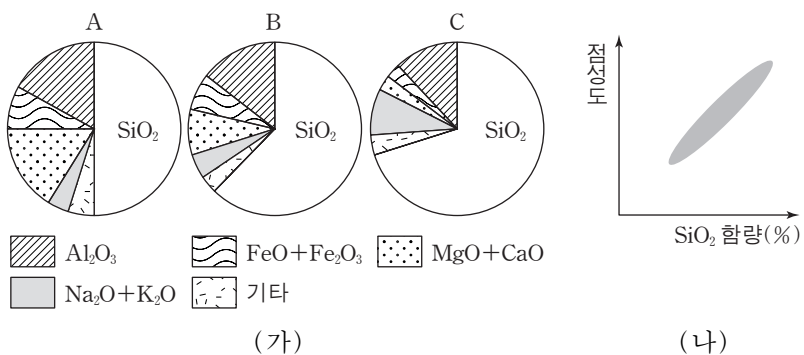 A
B
C
SiO₂
SiO₂
SiO₂
Al₂O₃
FeO+Fe₂O₃
MgO+CaO
Na₂O+K₂O
기타
(가)
점성도
SiO₂ 함량(%)
(나)